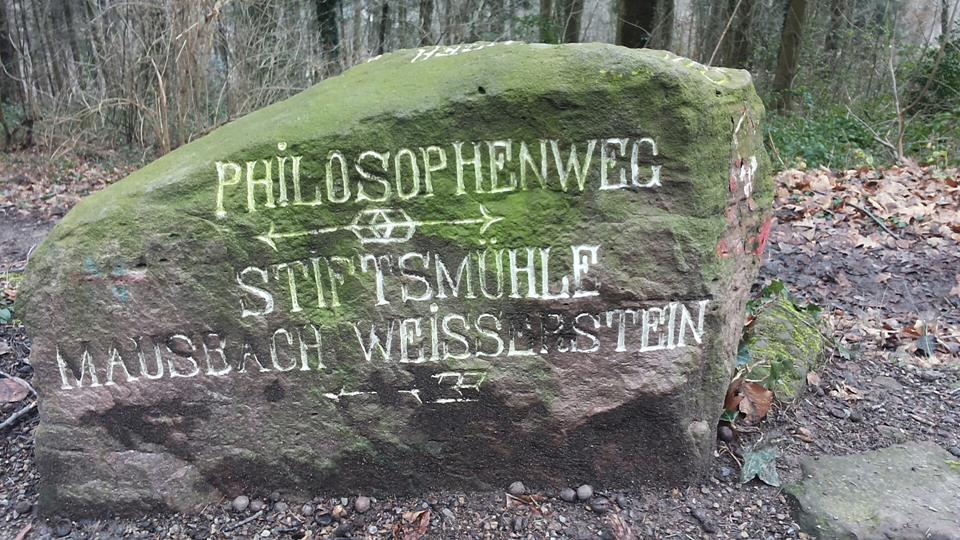 PHILOSOPHENWEG
STIFTSMÜHLE
MAUSBACH WEISSERSTEIN